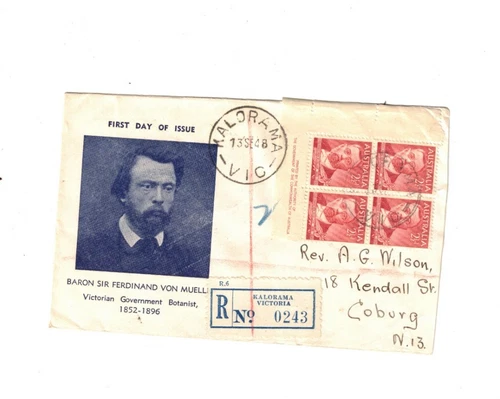 FIRST DAY OF ISSUE
KALORAMA
13 SE 48
VIC
AUSTRALIA
AUSTRALIA
AUSTRALIA
AUSTRALIA
BARON SIR FERDINAND VON MUELL
Victorian Government Botanist,
1852-1896
R.6
R
KALORAMA
VICTORIA
No 0243
Rev. A.G. Wilson,
18 Kendall St.
Coburg
N.13.